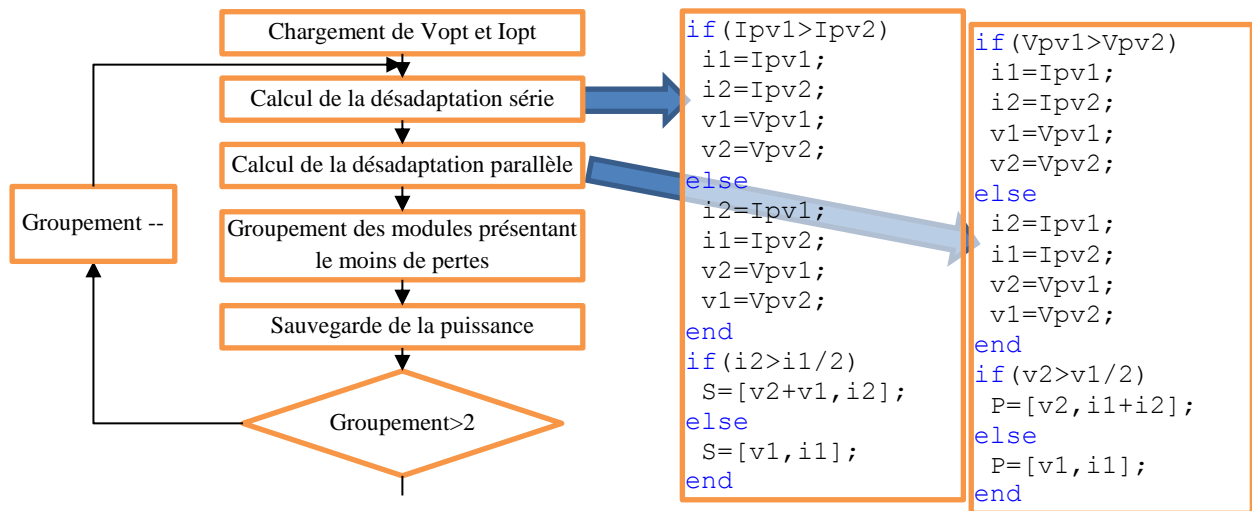 Chargement de Vopt et Iopt
Calcul de la désadaptation série
Calcul de la désadaptation parallèle
Groupement --
Groupement des modules présentant
le moins de pertes
Sauvegarde de la puissance
Groupement>2
if(Ipv1>Ipv2)
i1=Ipv1;
i2=Ipv2;
v1=Vpv1;
v2=Vpv2;
else
i2=Ipv1;
i1=Ipv2;
v2=Vpv1;
v1=Vpv2;
end
if(i2>i1/2)
S=[v2+v1,i2];
else
S=[v1,i1];
end
if(Vpv1>Vpv2)
i1=Ipv1;
i2=Ipv2;
v1=Vpv1;
v2=Vpv2;
else
i2=Ipv1;
i1=Ipv2;
v2=Vpv1;
v1=Vpv2;
end
if(v2>v1/2)
P=[v2,i1+i2];
else
P=[v1,i1];
end